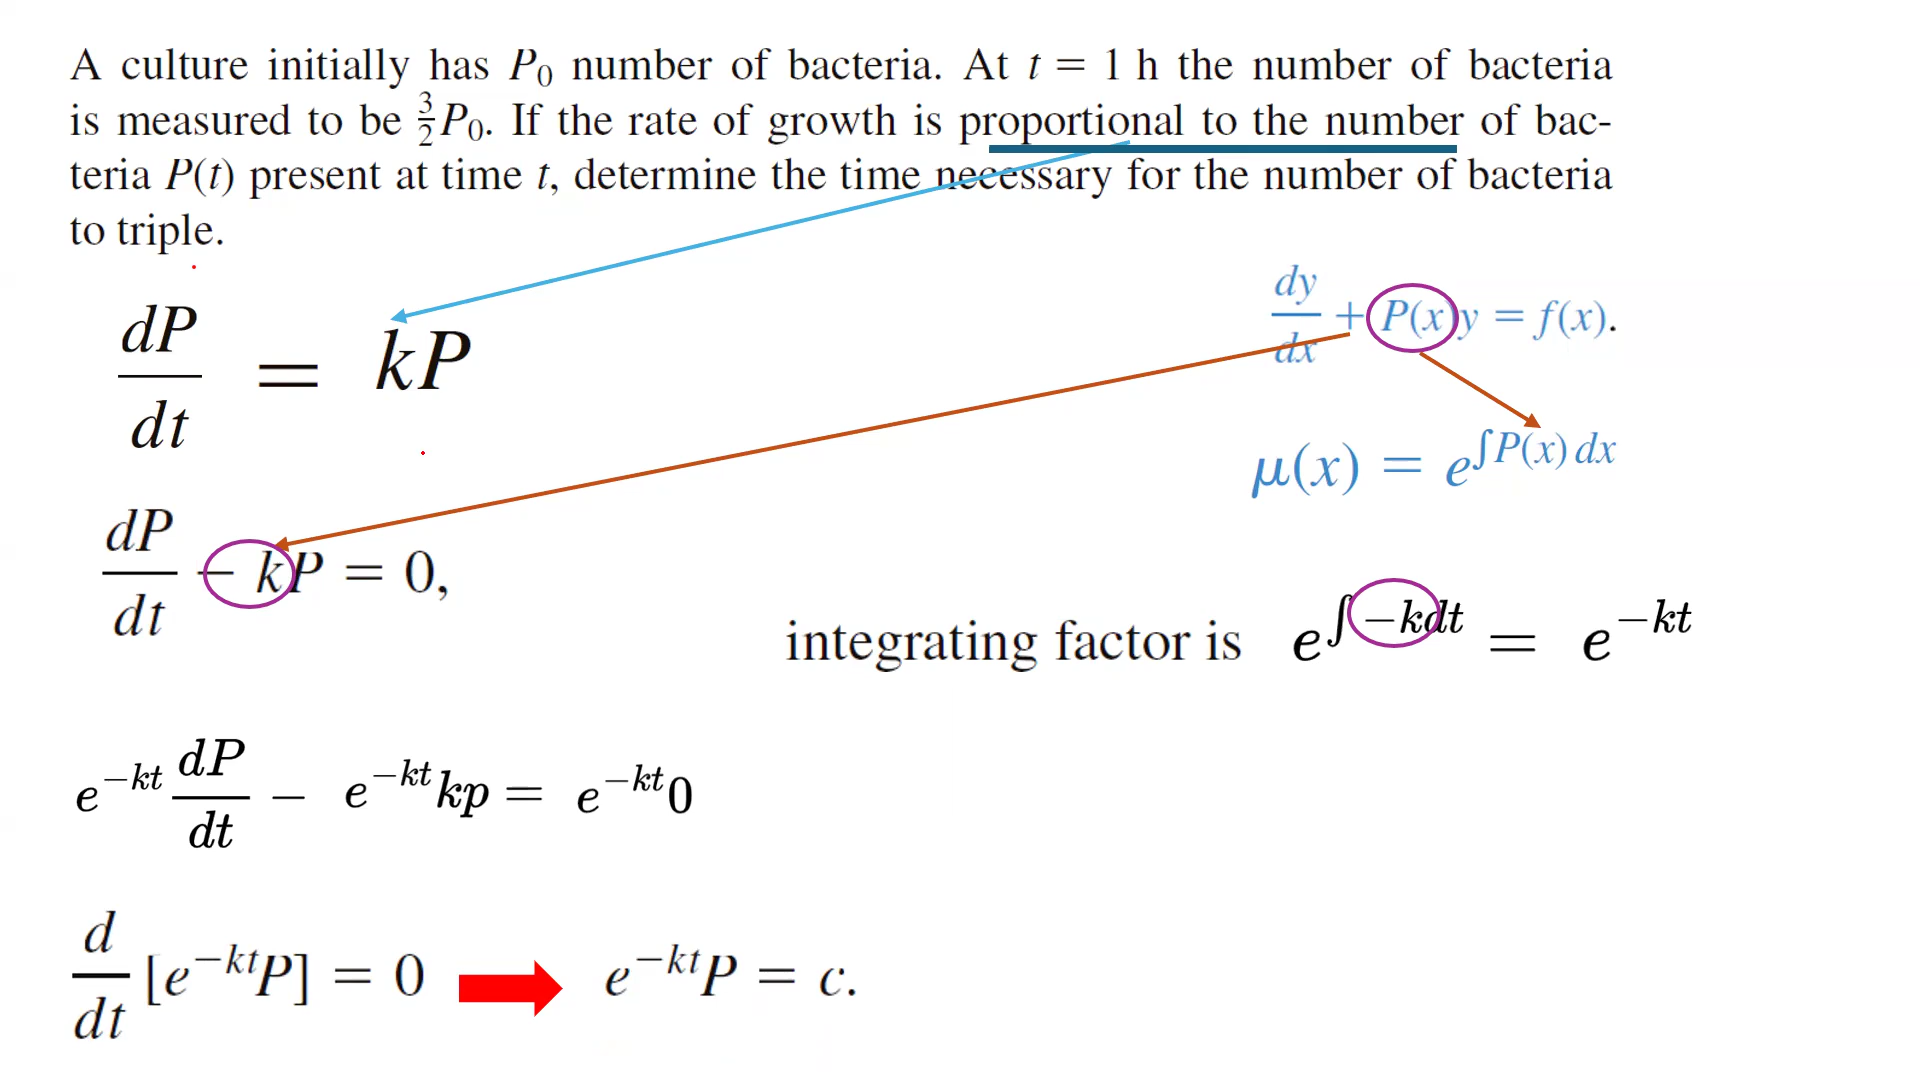 A culture initially has P₀ number of bacteria. At t = 1 h the number of bacteria
is measured to be 3/2 P₀. If the rate of growth is proportional to the number of bac-
teria P(t) present at time t, determine the time necessary for the number of bacteria
to triple.
dy/dx + P(x)y = f(x).
dP/dt = kP
μ(x) = e^∫P(x) dx
dP/dt − kP = 0,
integrating factor is e^∫−kdt = e^−kt
e^−kt dP/dt − e^−kt kp = e^−kt 0
d/dt [e^−kt P] = 0 e^−kt P = c.